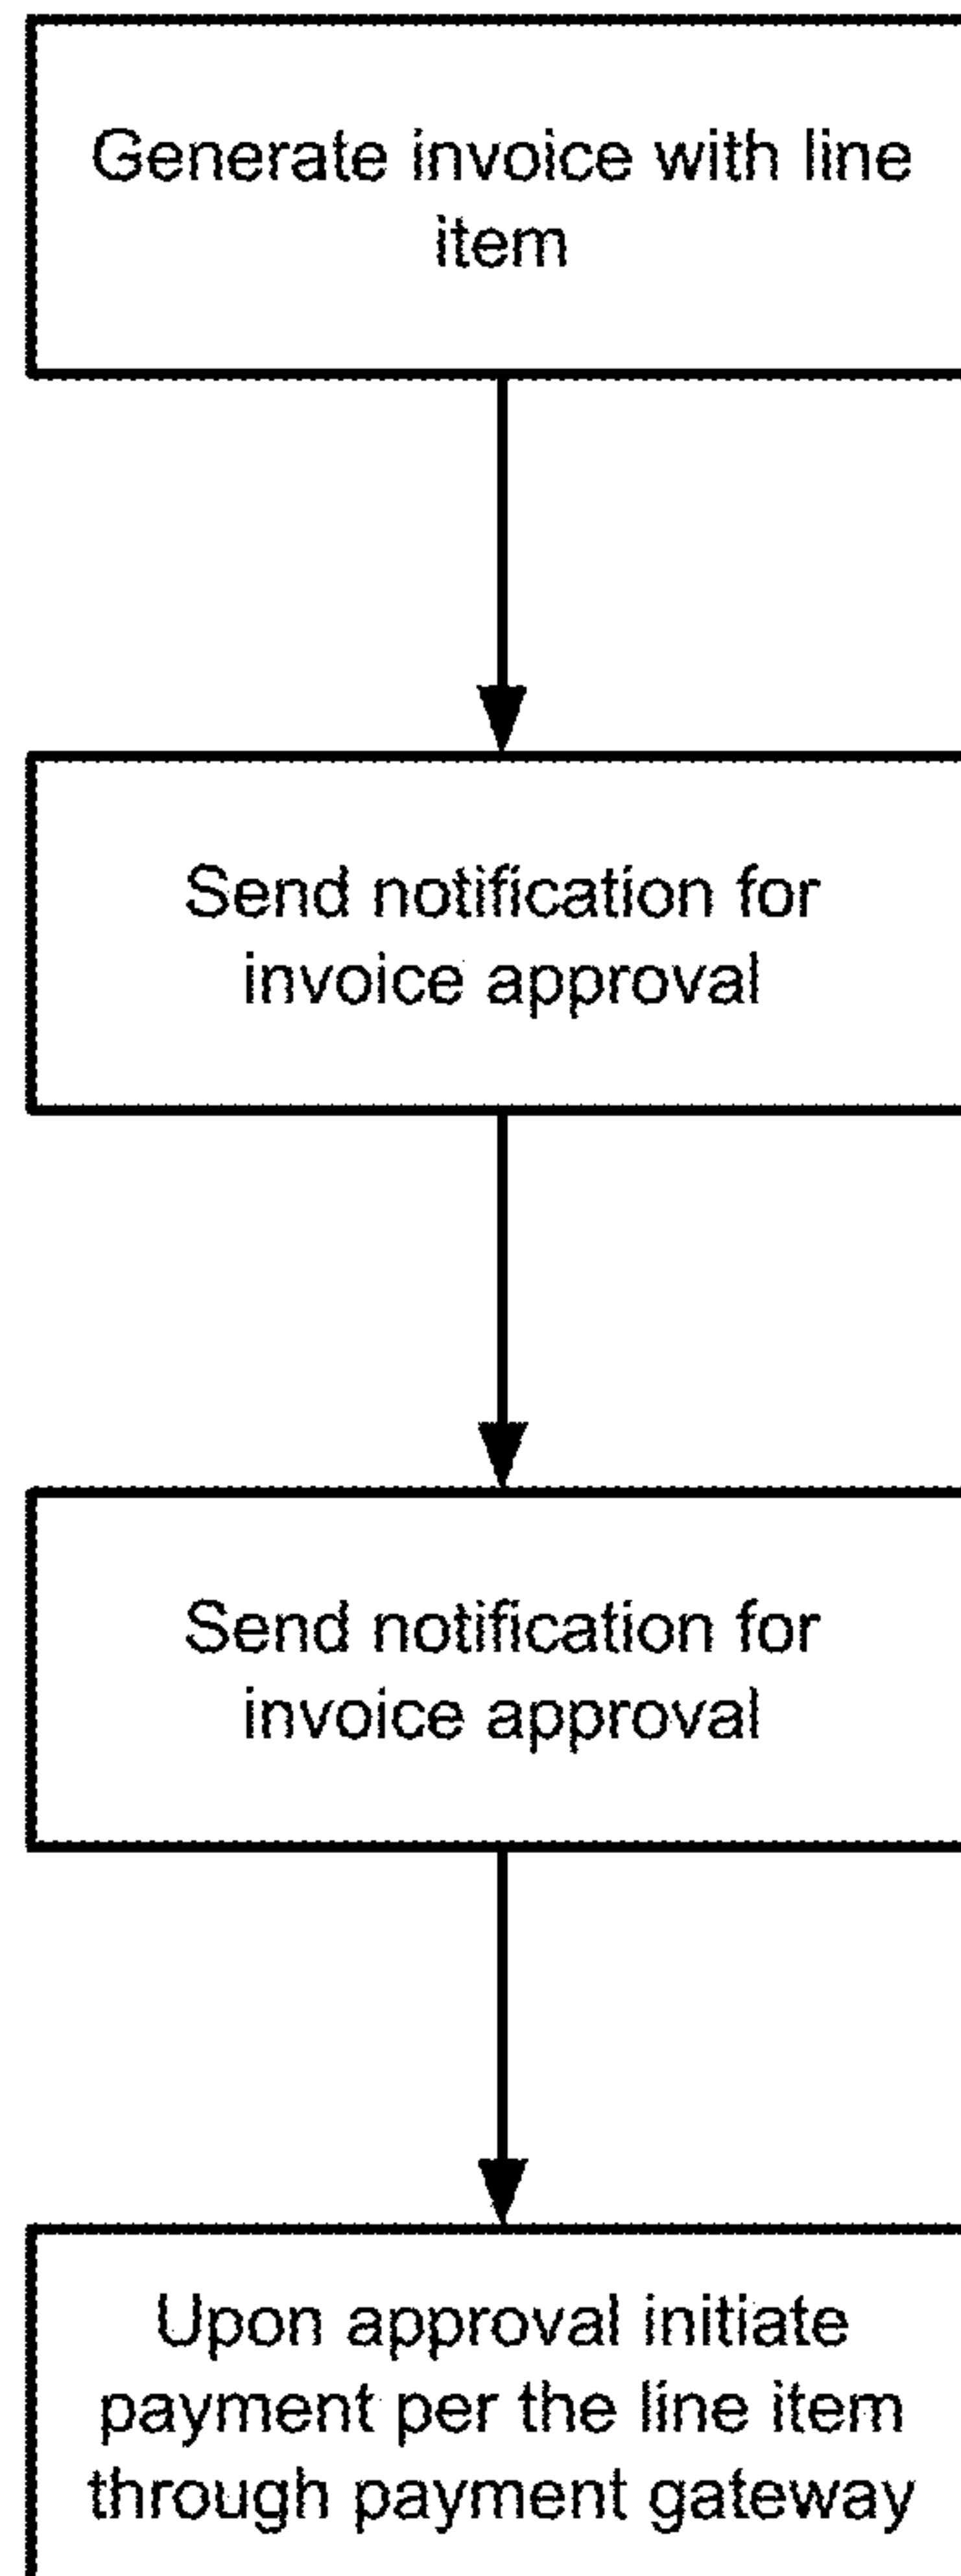 Generate invoice with line
item
Send notification for
invoice approval
Send notification for
invoice approval
Upon approval initiate
payment per the line item
through payment gateway